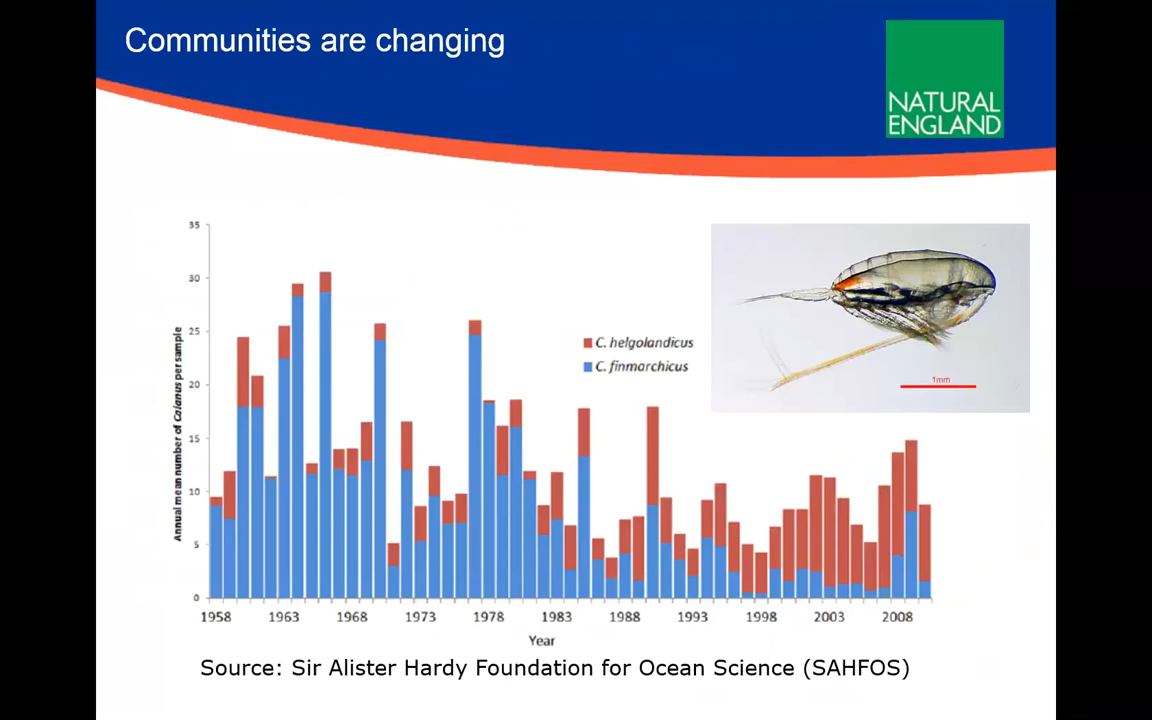 Communities are changing
NATURAL
ENGLAND
35
30
25
20
15
10
5
0
Annual mean number of Calanus per sample
C. helgolandicus
C. finmarchicus
1mm
1958 1963 1968 1973 1978 1983 1988 1993 1998 2003 2008
Year
Source: Sir Alister Hardy Foundation for Ocean Science (SAHFOS)